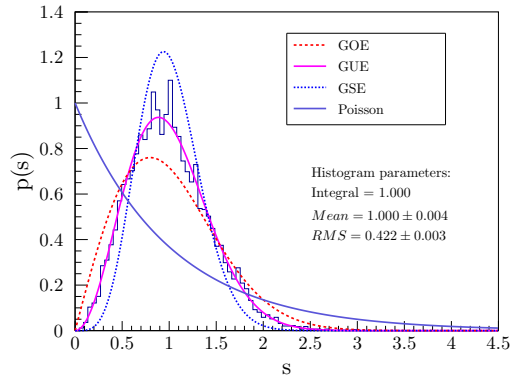 p(s)
1.4
1.2
1
0.8
0.6
0.4
0.2
0
GOE
GUE
GSE
Poisson
Histogram parameters:
Integral = 1.000
Mean = 1.000 ± 0.004
RMS = 0.422 ± 0.003
0 0.5 1 1.5 2 2.5 3 3.5 4 4.5
s